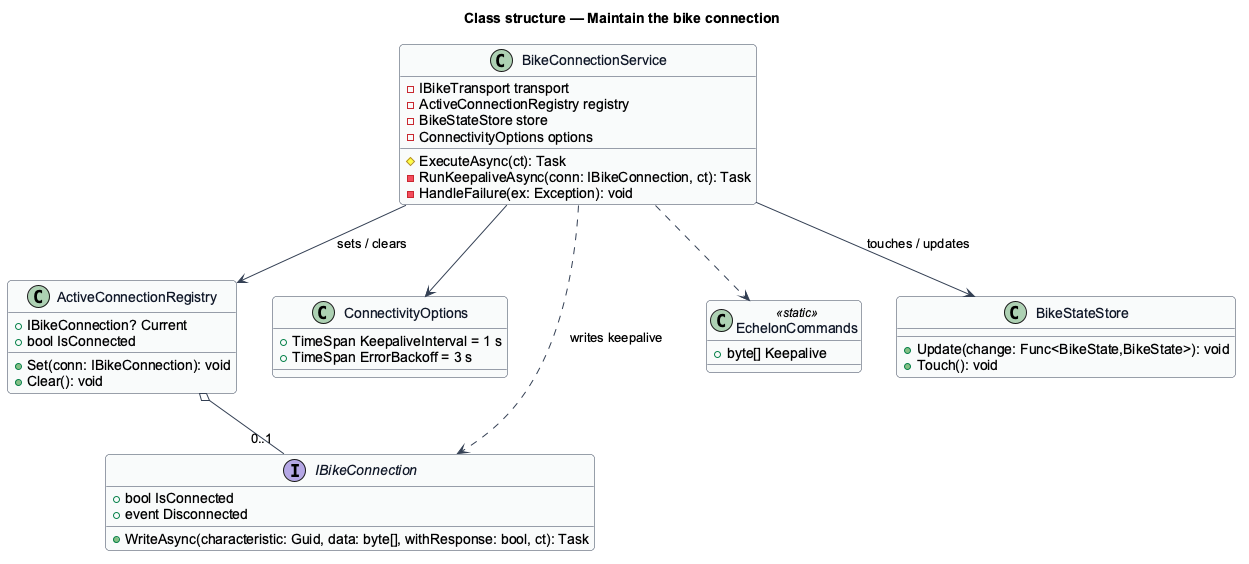 Class structure — Maintain the bike connection
C BikeConnectionService
IBikeTransport transport
ActiveConnectionRegistry registry
BikeStateStore store
ConnectivityOptions options
ExecuteAsync(ct): Task
RunKeepaliveAsync(conn: IBikeConnection, ct): Task
HandleFailure(ex: Exception): void
sets / clears
touches / updates
C ActiveConnectionRegistry
IBikeConnection? Current
bool IsConnected
Set(conn: IBikeConnection): void
Clear(): void
C ConnectivityOptions
TimeSpan KeepaliveInterval = 1 s
TimeSpan ErrorBackoff = 3 s
writes keepalive
«static»
C EchelonCommands
byte[] Keepalive
C BikeStateStore
Update(change: Func<BikeState,BikeState>): void
Touch(): void
0..1
I IBikeConnection
bool IsConnected
event Disconnected
WriteAsync(characteristic: Guid, data: byte[], withResponse: bool, ct): Task